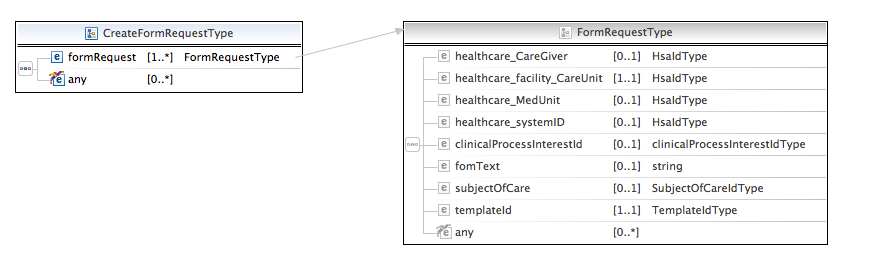 CreateFormRequestType
formRequest [1..*] FormRequestType
any [0..*]
FormRequestType
healthcare_CareGiver [0..1] HsaIdType
healthcare_facility_CareUnit [1..1] HsaIdType
healthcare_MedUnit [0..1] HsaIdType
healthcare_systemID [0..1] HsaIdType
clinicalProcessInterestId [0..1] clinicalProcessInterestIdType
fomText [0..1] string
subjectOfCare [0..1] SubjectOfCareIdType
templateId [1..1] TemplateIdType
any [0..*]